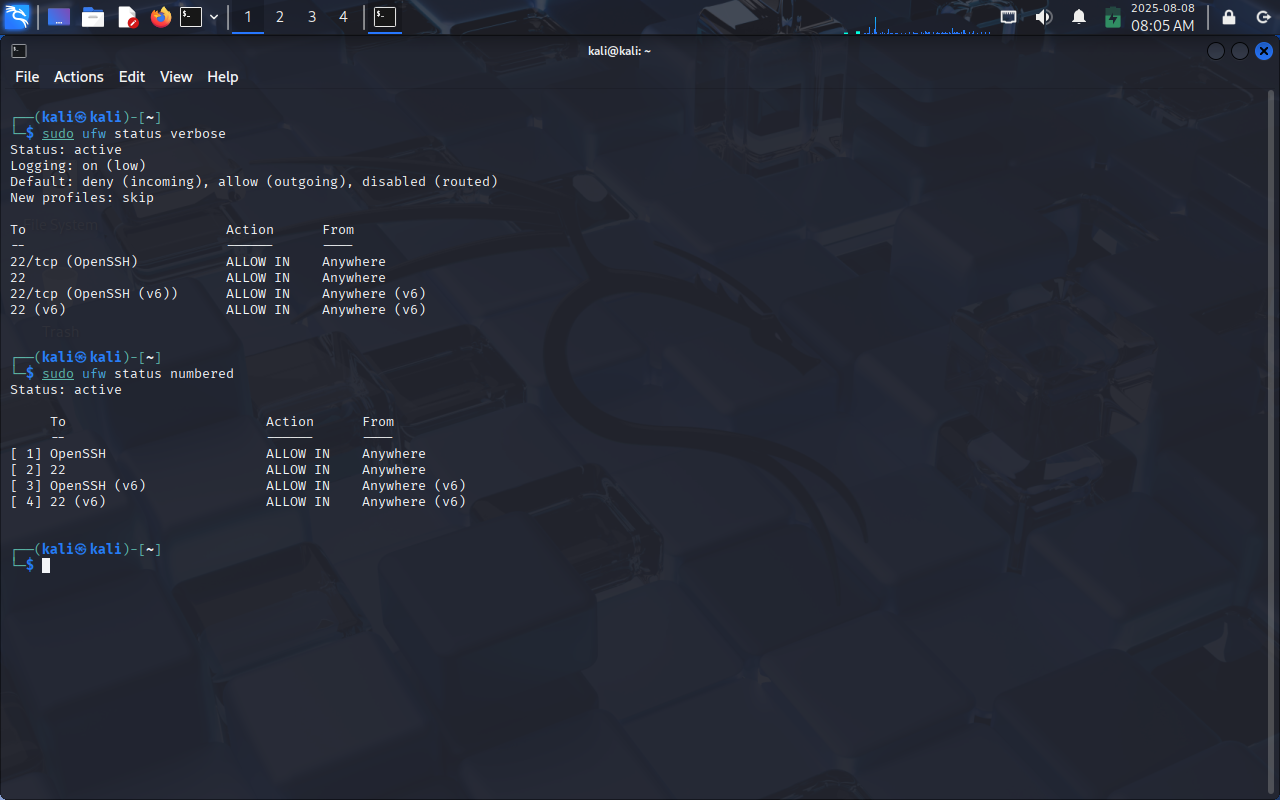 1 2 3 4 2025-08-08
08:05 AM
kali@kali: ~
File Actions Edit View Help
┌──(kali㉿kali)-[~]
└─$ sudo ufw status verbose
Status: active
Logging: on (low)
Default: deny (incoming), allow (outgoing), disabled (routed)
New profiles: skip

To                         Action      From
--                         ------      ----
22/tcp (OpenSSH)           ALLOW IN    Anywhere
22                         ALLOW IN    Anywhere
22/tcp (OpenSSH (v6))      ALLOW IN    Anywhere (v6)
22 (v6)                    ALLOW IN    Anywhere (v6)

┌──(kali㉿kali)-[~]
└─$ sudo ufw status numbered
Status: active

     To                         Action      From
     --                         ------      ----
[ 1] OpenSSH                    ALLOW IN    Anywhere
[ 2] 22                         ALLOW IN    Anywhere
[ 3] OpenSSH (v6)               ALLOW IN    Anywhere (v6)
[ 4] 22 (v6)                    ALLOW IN    Anywhere (v6)

┌──(kali㉿kali)-[~]
└─$
File System
Trash